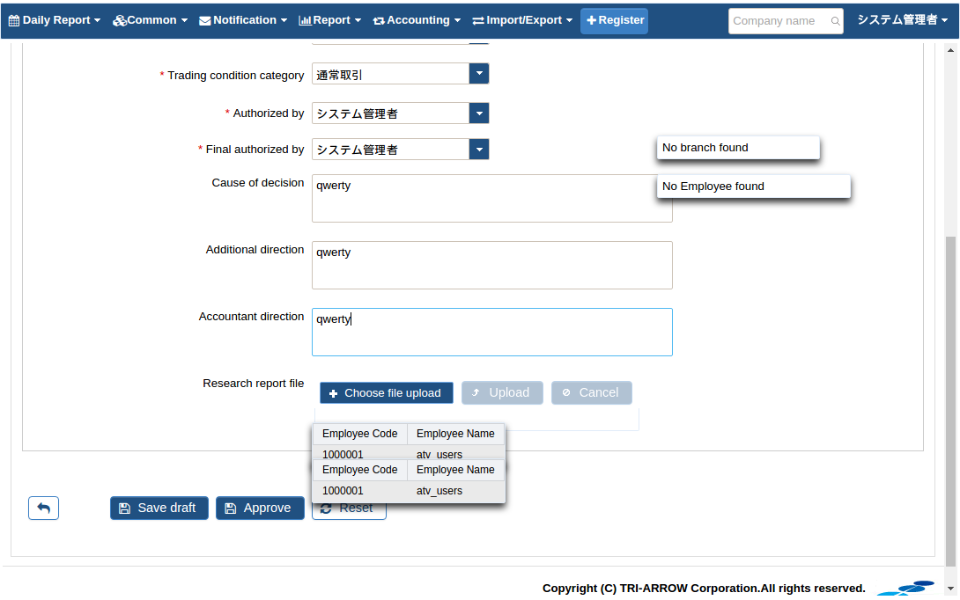 Daily Report Common Notification Report Accounting Import/Export Register Company name システム管理者
* Trading condition category 通常取引
* Authorized by システム管理者
* Final authorized by システム管理者
No branch found
Cause of decision qwerty
No Employee found
Additional direction qwerty
Accountant direction qwerty
Research report file Choose file upload Upload Cancel
Employee Code Employee Name
1000001 atv_users
Employee Code Employee Name
1000001 atv_users
Save draft Approve Reset
Copyright (C) TRI-ARROW Corporation.All rights reserved.